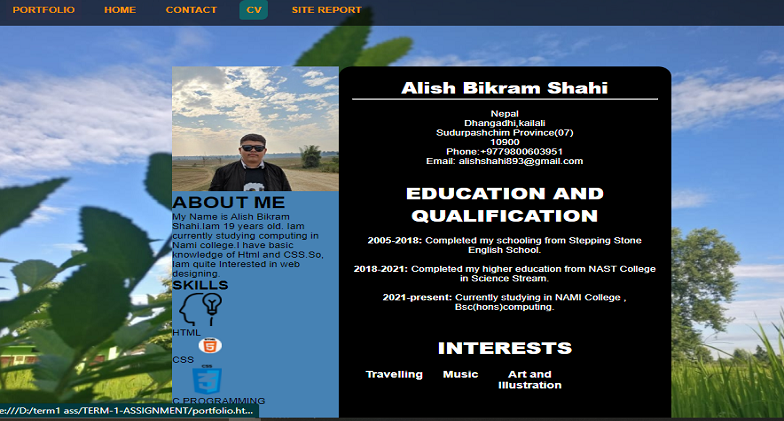 PORTFOLIO HOME CONTACT CV SITE REPORT
ABOUT ME
My Name is Alish Bikram
Shahi.Iam 19 years old. Iam
currently studying computing in
Nami college.I have basic
knowledge of Html and CSS.So,
Iam quite Interested in web
designing.
SKILLS
HTML
5
CSS
CSS
C PROGRAMMING
Alish Bikram Shahi
Nepal
Dhangadhi,kailali
Sudurpashchim Province(07)
10900
Phone:+9779800603951
Email: alishshahi893@gmail.com
EDUCATION AND
QUALIFICATION
2005-2018: Completed my schooling from Stepping Stone
English School.
2018-2021: Completed my higher education from NAST College
in Science Stream.
2021-present: Currently studying in NAMI College ,
Bsc(hons)computing.
INTERESTS
Travelling Music Art and
Illustration
e:///D:/term1 ass/TERM-1-ASSIGNMENT/portfolio.ht...